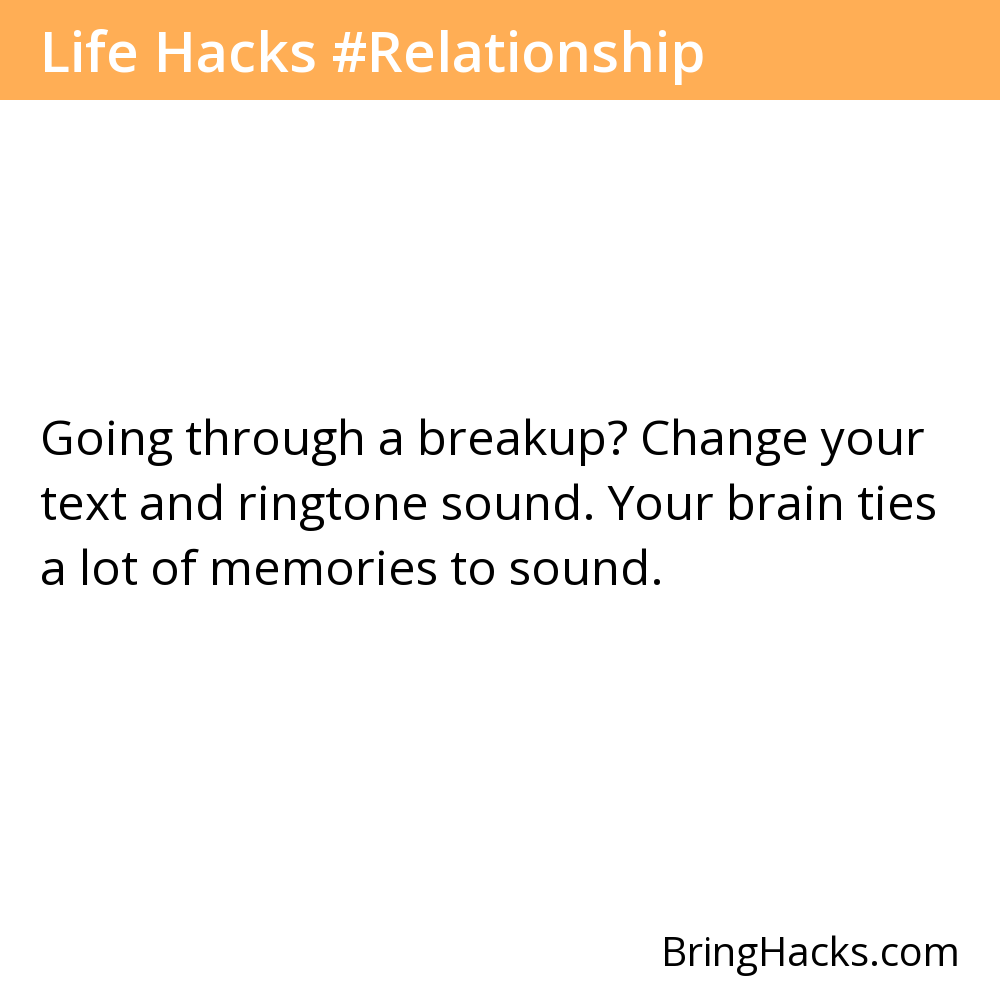 Life Hacks #Relationship
Going through a breakup? Change your
text and ringtone sound. Your brain ties
a lot of memories to sound.
BringHacks.com